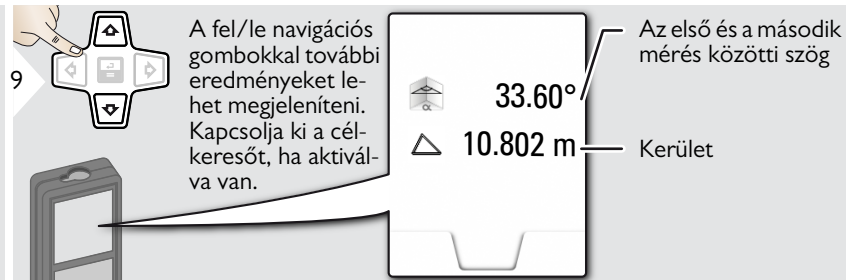 9
A fel/le navigációs
gombokkal további
eredményeket le-
het megjeleníteni.
Kapcsolja ki a cél-
keresőt, ha aktivál-
va van.
α
33.60°
10.802 m
Az első és a második
mérés közötti szög
Kerület